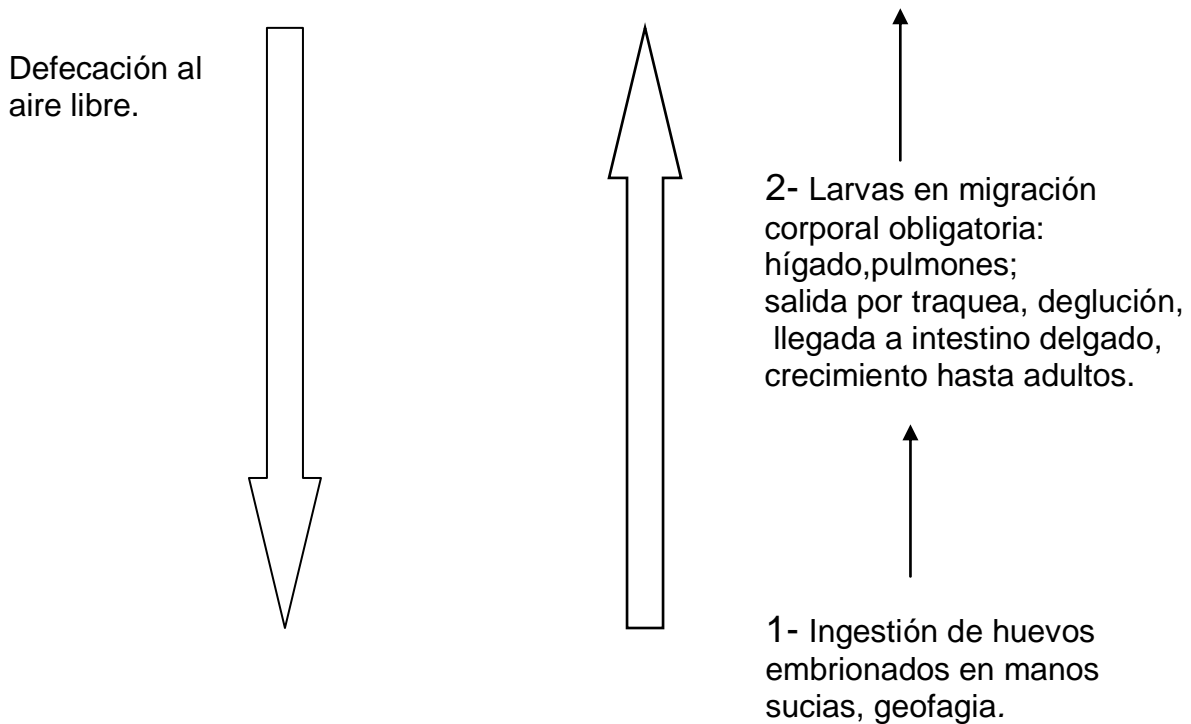 Defecación al
aire libre.
2- Larvas en migración
corporal obligatoria:
hígado,pulmones;
salida por traquea, deglución,
llegada a intestino delgado,
crecimiento hasta adultos.
1- Ingestión de huevos
embrionados en manos
sucias, geofagia.